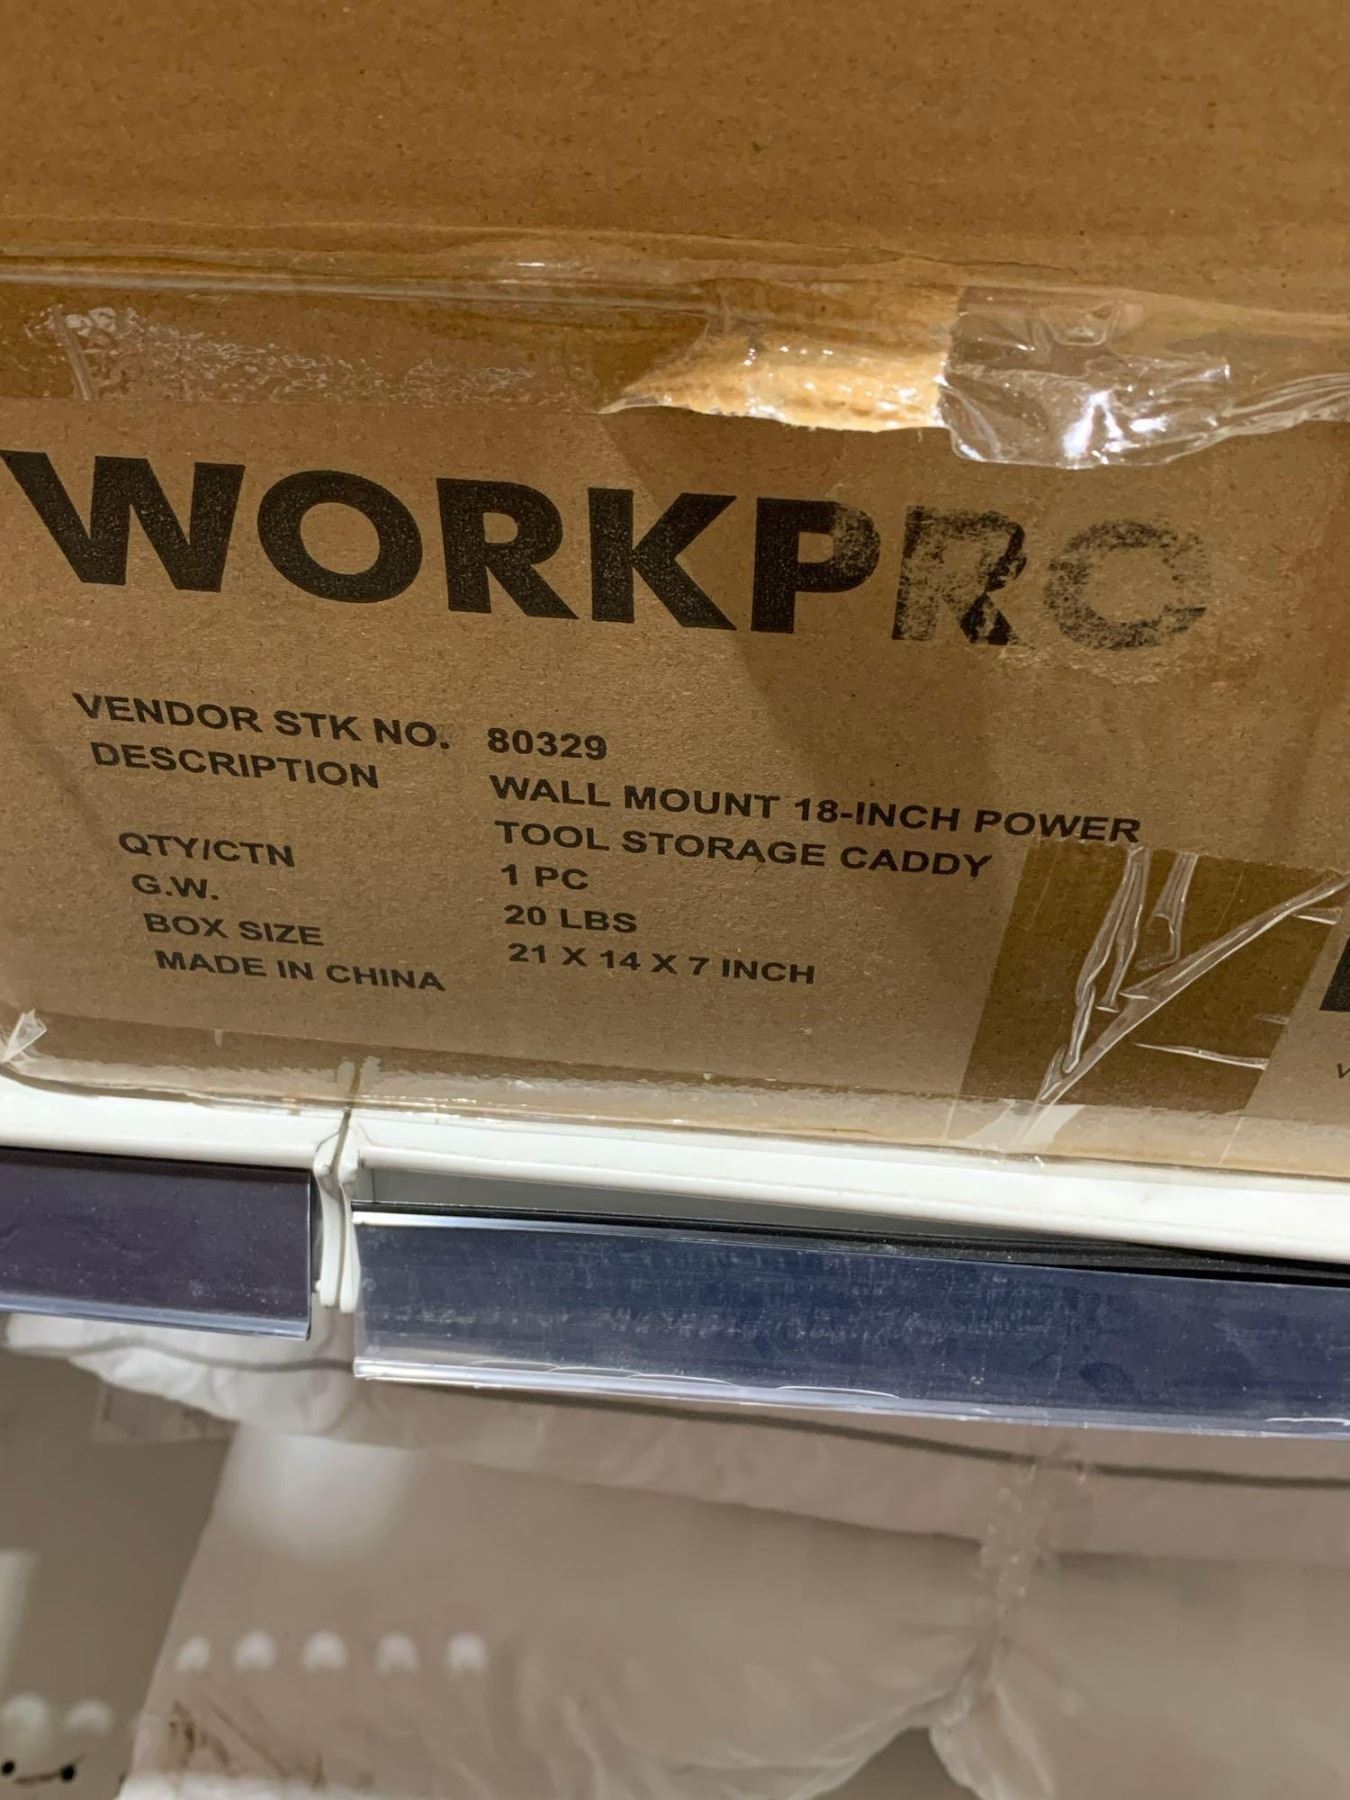 WORKPRO
VENDOR STK NO. 80329
DESCRIPTION WALL MOUNT 18-INCH POWER
TOOL STORAGE CADDY
QTY/CTN 1 PC
G.W. 20 LBS
BOX SIZE 21 X 14 X 7 INCH
MADE IN CHINA